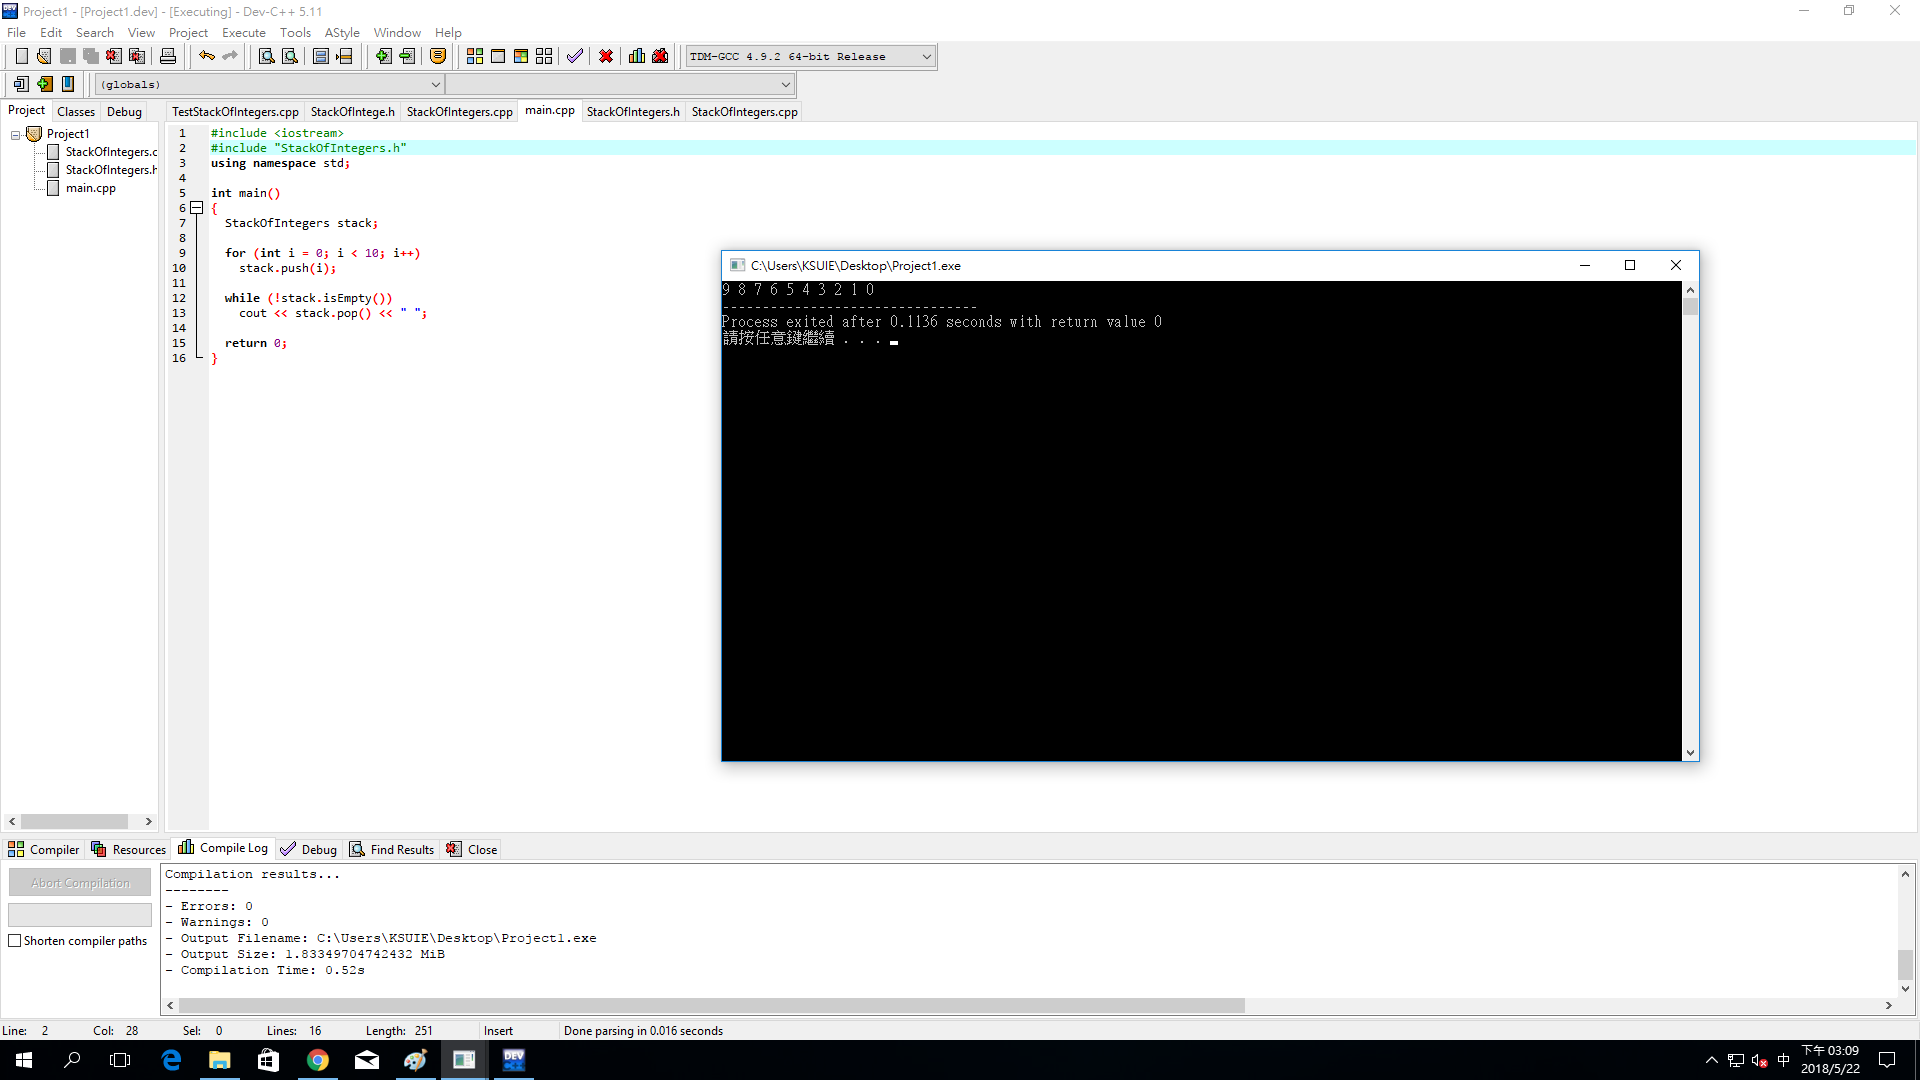 Project1 - [Project1.dev] - [Executing] - Dev-C++ 5.11
File Edit Search View Project Execute Tools AStyle Window Help
TDM-GCC 4.9.2 64-bit Release
(globals)
Project Classes Debug
TestStackOfIntegers.cpp StackOfIntege.h StackOfIntegers.cpp main.cpp StackOfIntegers.h StackOfIntegers.cpp
Project1
StackOfIntegers.c
StackOfIntegers.h
main.cpp
1 #include <iostream>
2 #include "StackOfIntegers.h"
3 using namespace std;
4
5 int main()
6 {
7 StackOfIntegers stack;
8
9 for (int i = 0; i < 10; i++)
10 stack.push(i);
11
12 while (!stack.isEmpty())
13 cout << stack.pop() << " ";
14
15 return 0;
16 }
C:\Users\KSUIE\Desktop\Project1.exe
9 8 7 6 5 4 3 2 1 0
--------------------------------
Process exited after 0.1136 seconds with return value 0
請按任意鍵繼續 . . .
Compiler Resources Compile Log Debug Find Results Close
Abort Compilation
Shorten compiler paths
Compilation results...
--------
- Errors: 0
- Warnings: 0
- Output Filename: C:\Users\KSUIE\Desktop\Project1.exe
- Output Size: 1.83349704742432 MiB
- Compilation Time: 0.52s
Line: 2 Col: 28 Sel: 0 Lines: 16 Length: 251 Insert Done parsing in 0.016 seconds
DEV
中
下午 03:09
2018/5/22